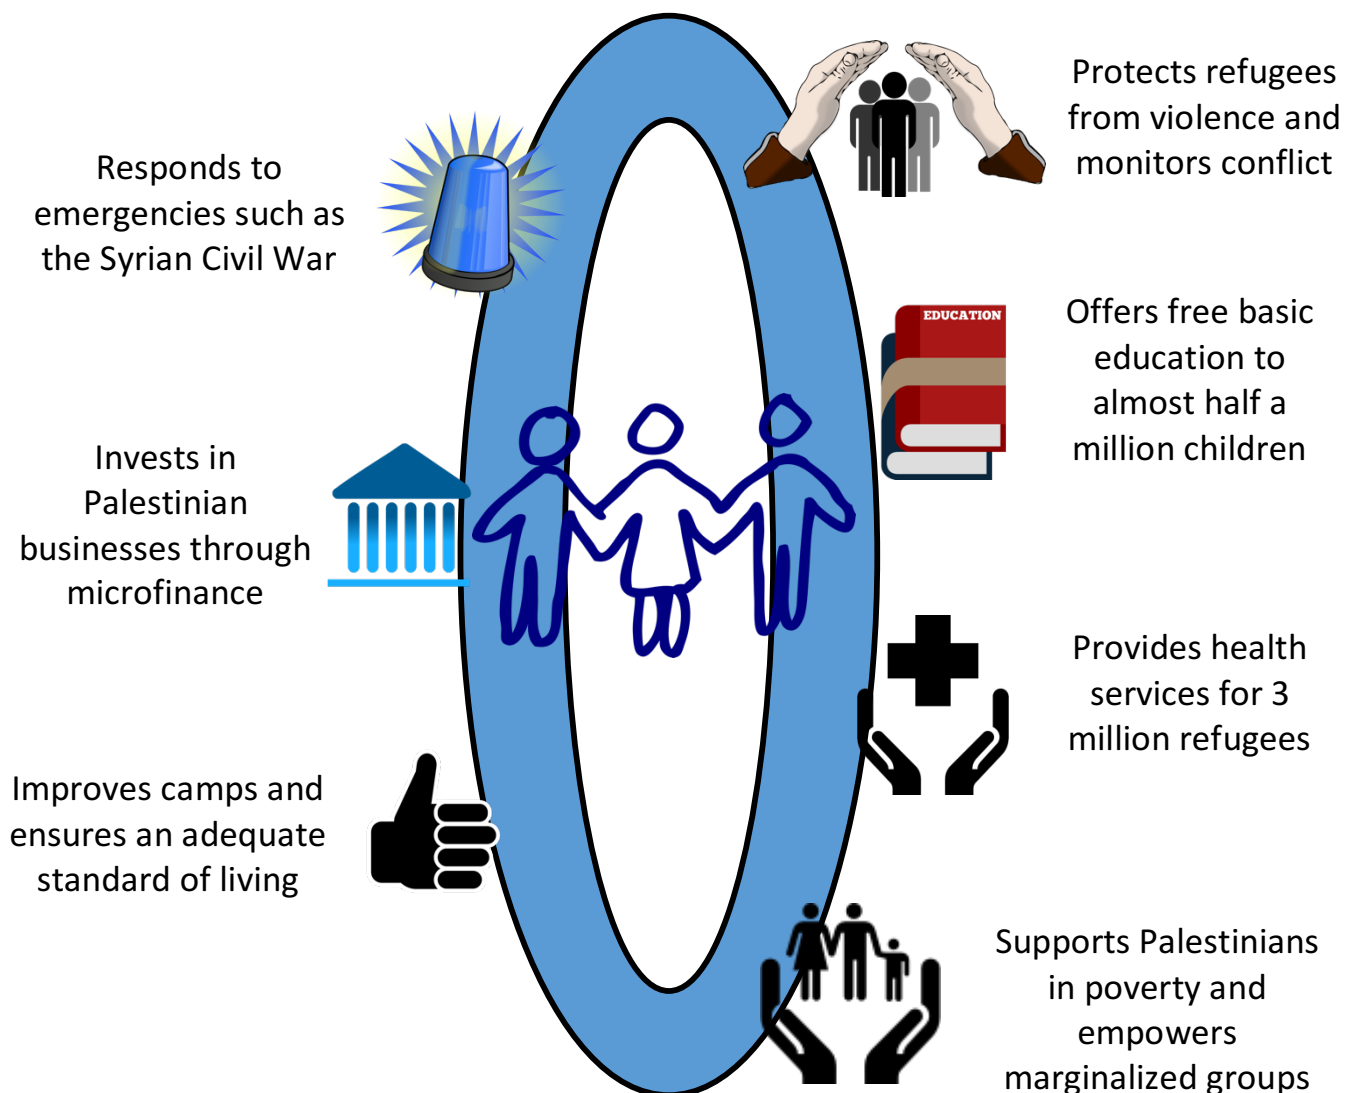 Responds to
emergencies such as
the Syrian Civil War
Protects refugees
from violence and
monitors conflict
EDUCATION
Offers free basic
education to
almost half a
million children
Invests in
Palestinian
businesses through
microfinance
Provides health
services for 3
million refugees
Improves camps and
ensures an adequate
standard of living
Supports Palestinians
in poverty and
empowers
marginalized groups